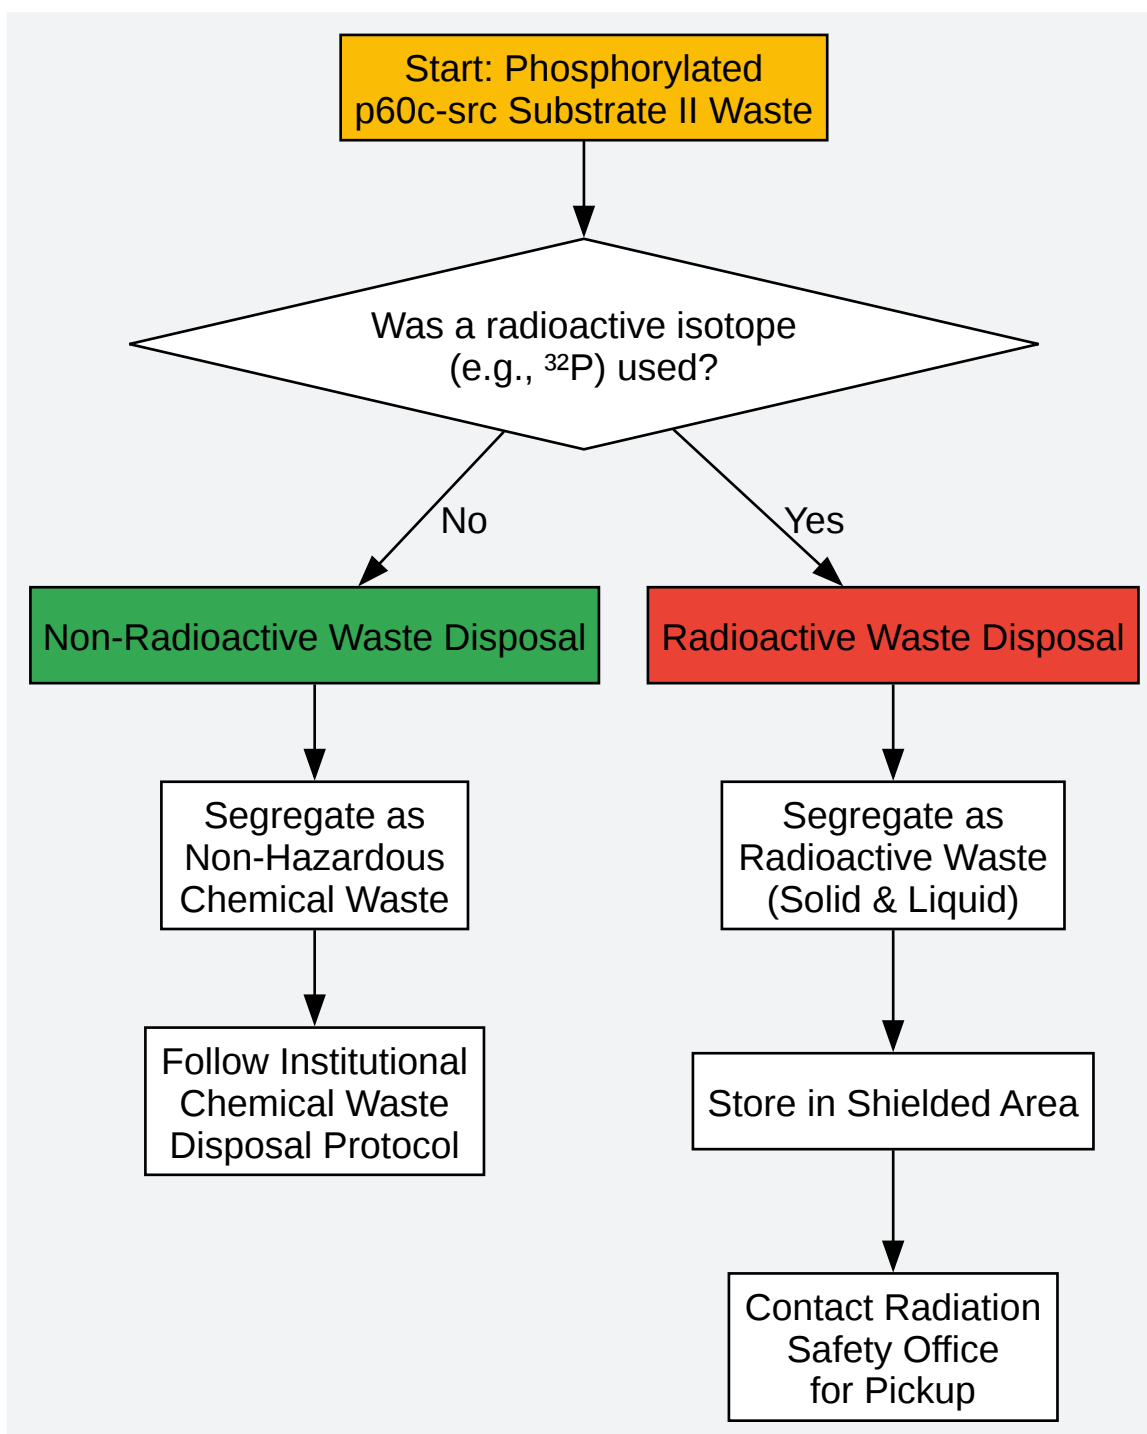 Start: Phosphorylated
p60c-src Substrate II Waste
Was a radioactive isotope
(e.g., ³²P) used?
No
Yes
Non-Radioactive Waste Disposal
Radioactive Waste Disposal
Segregate as
Non-Hazardous
Chemical Waste
Segregate as
Radioactive Waste
(Solid & Liquid)
Follow Institutional
Chemical Waste
Disposal Protocol
Store in Shielded Area
Contact Radiation
Safety Office
for Pickup